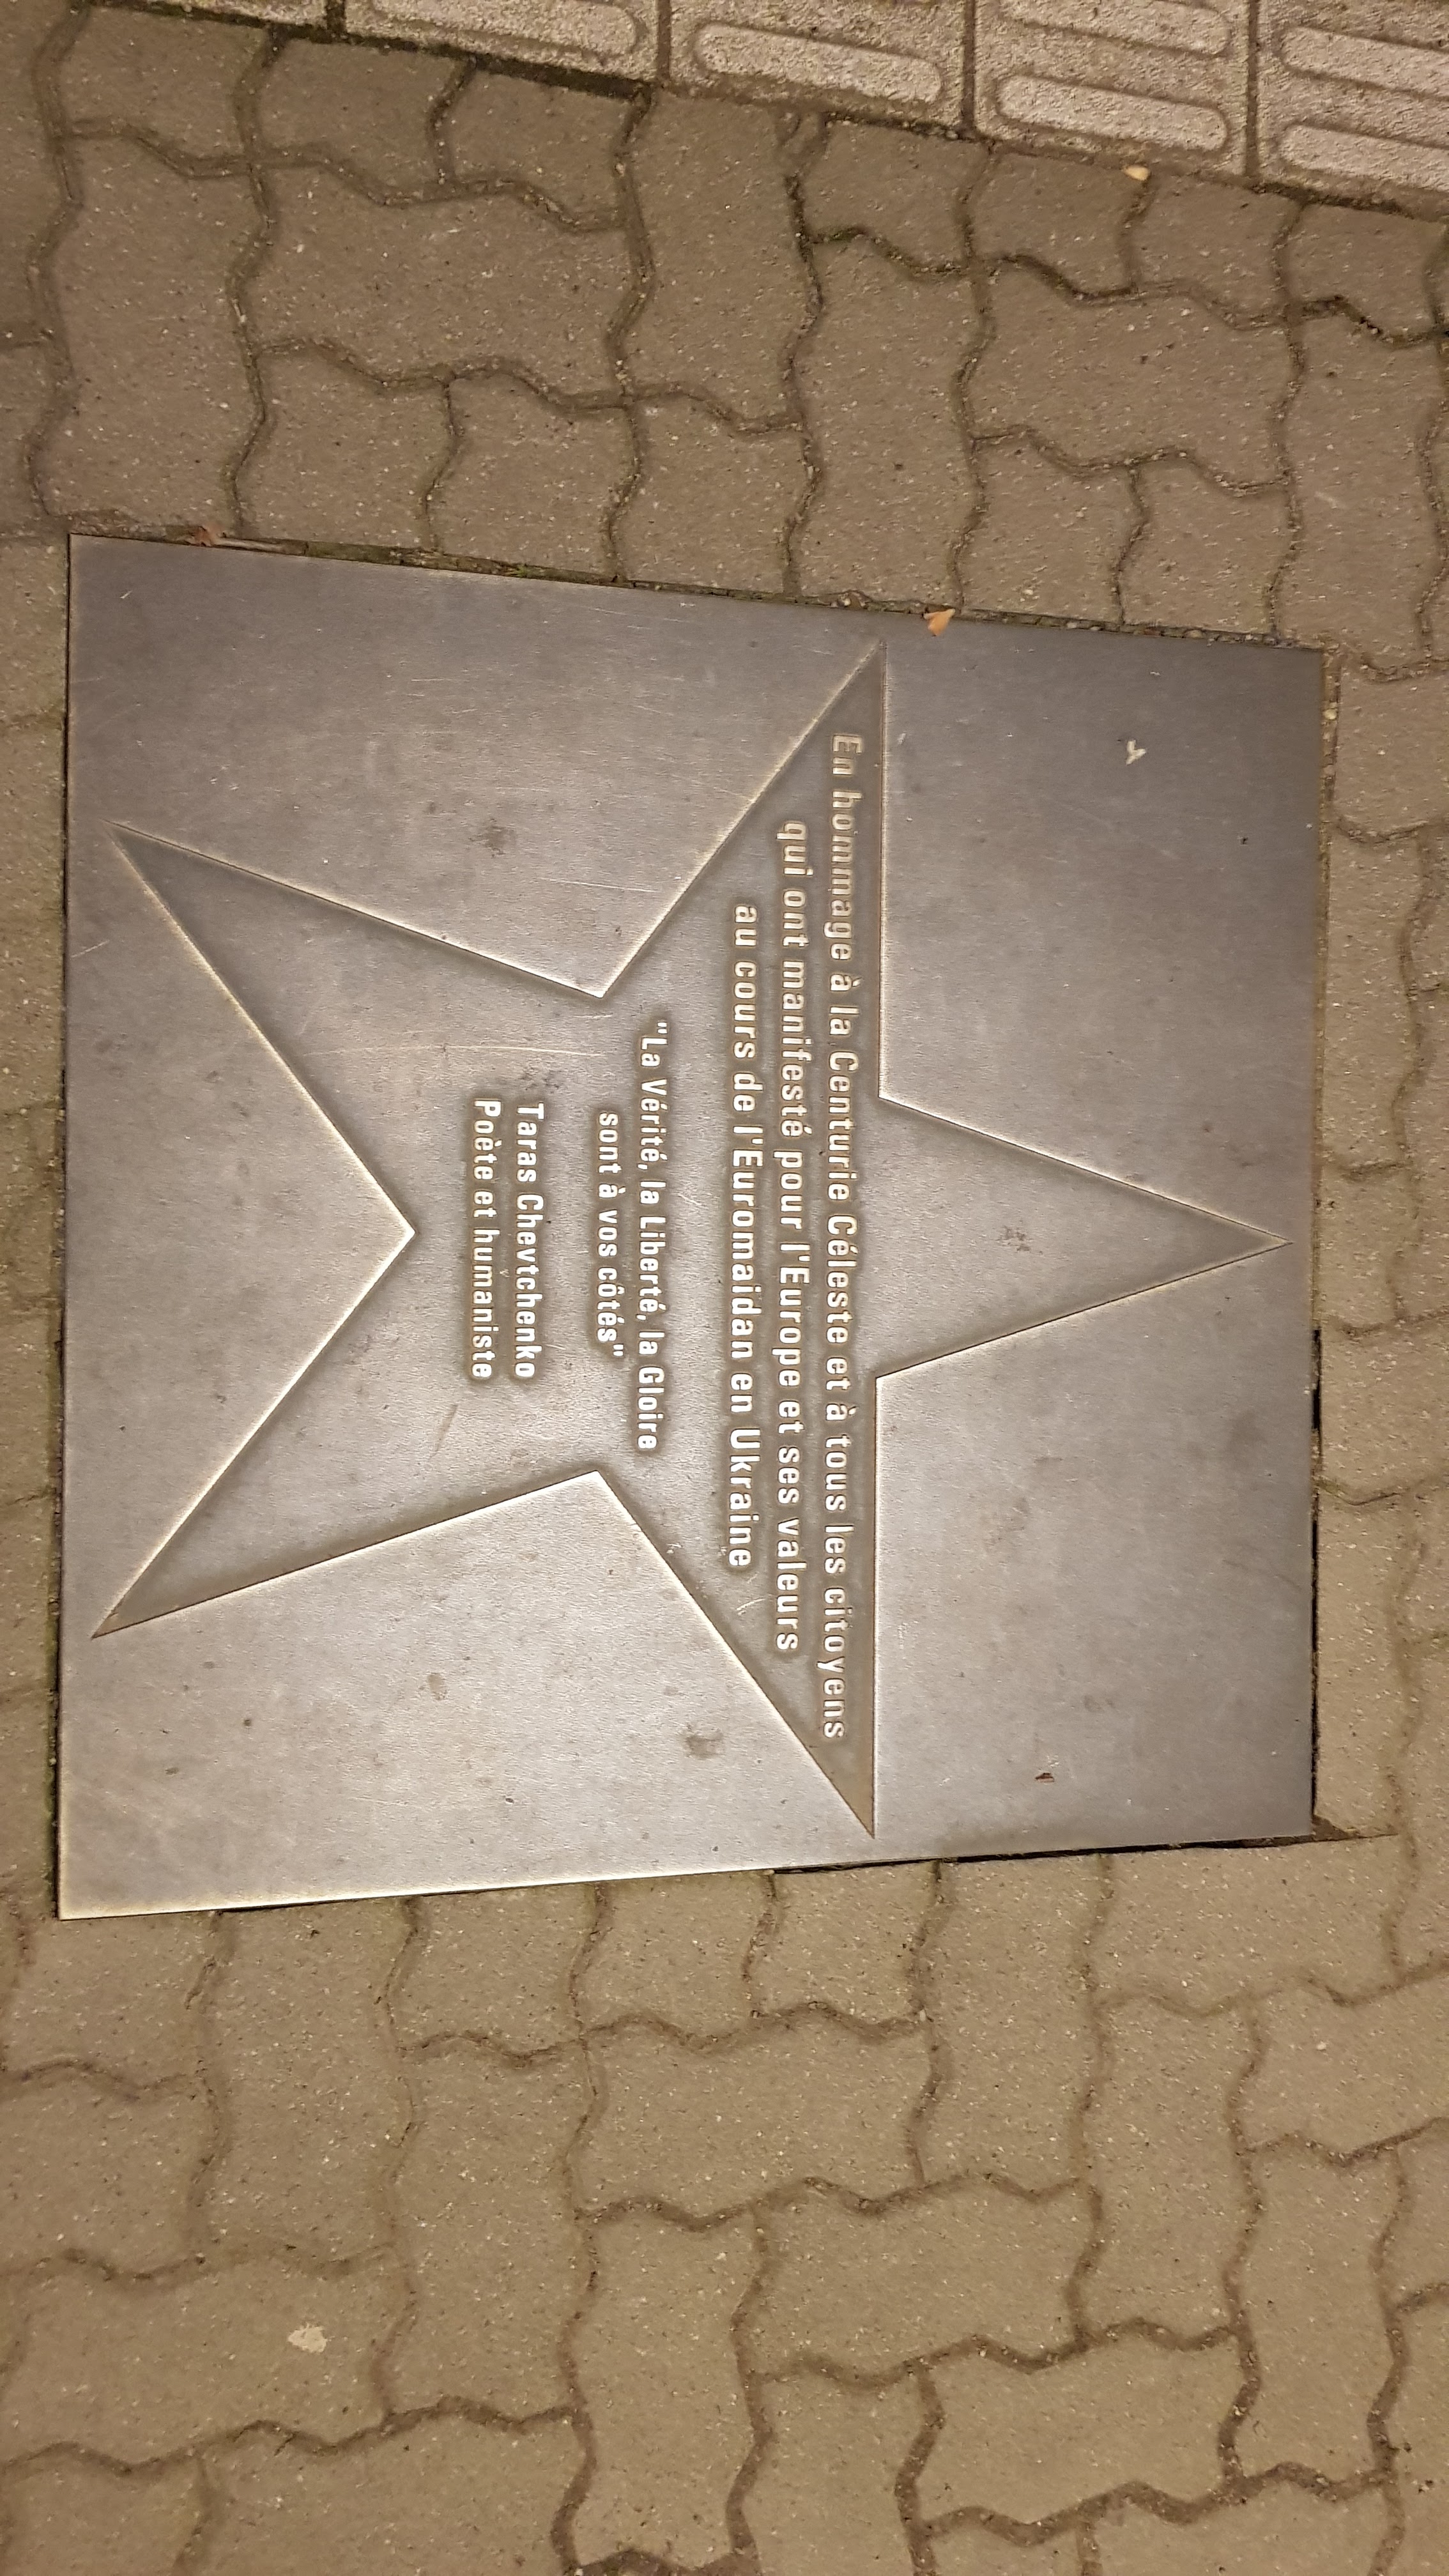 En hommage à la Centurie Céleste et à tous les citoyens
qui ont manifesté pour l'Europe et ses valeurs
au cours de l'Euromaidan en Ukraine
"La Vérité, la Liberté, la Gloire
sont à vos côtés"
Taras Chevtchenko
Poète et humaniste